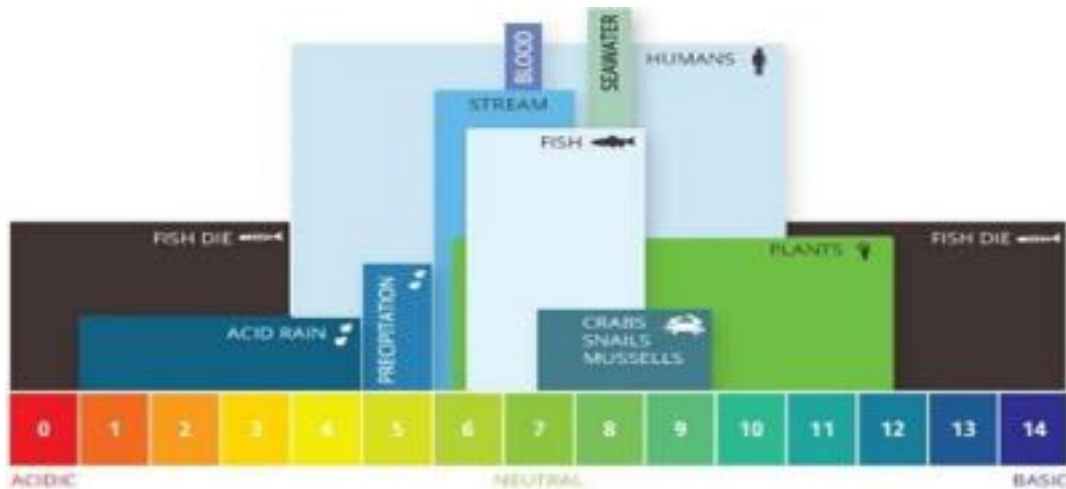 BLOOD
SEAWATER
HUMANS
STREAM
FISH
FISH DIE
FISH DIE
PLANTS
PRECIPITATION
ACID RAIN
CRABS
SNAILS
MUSSELLS
0 1 2 3 4 5 6 7 8 9 10 11 12 13 14
ACIDIC NEUTRAL BASIC